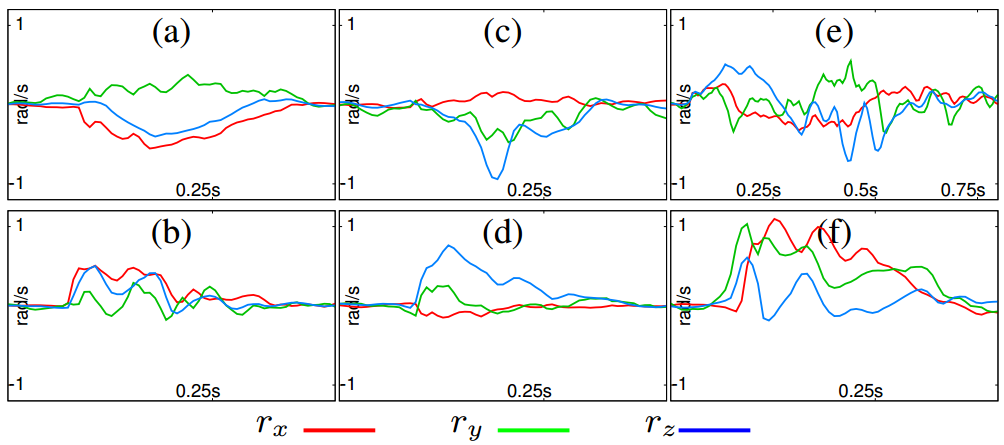 (a) (c) (e)
1 1 1
rad/s rad/s rad/s
-1 0.25s -1 0.25s -1 0.25s 0.5s 0.75s
(b) (d) (f)
1 1 1
rad/s rad/s rad/s
-1 0.25s -1 0.25s -1 0.25s
rx ry rz